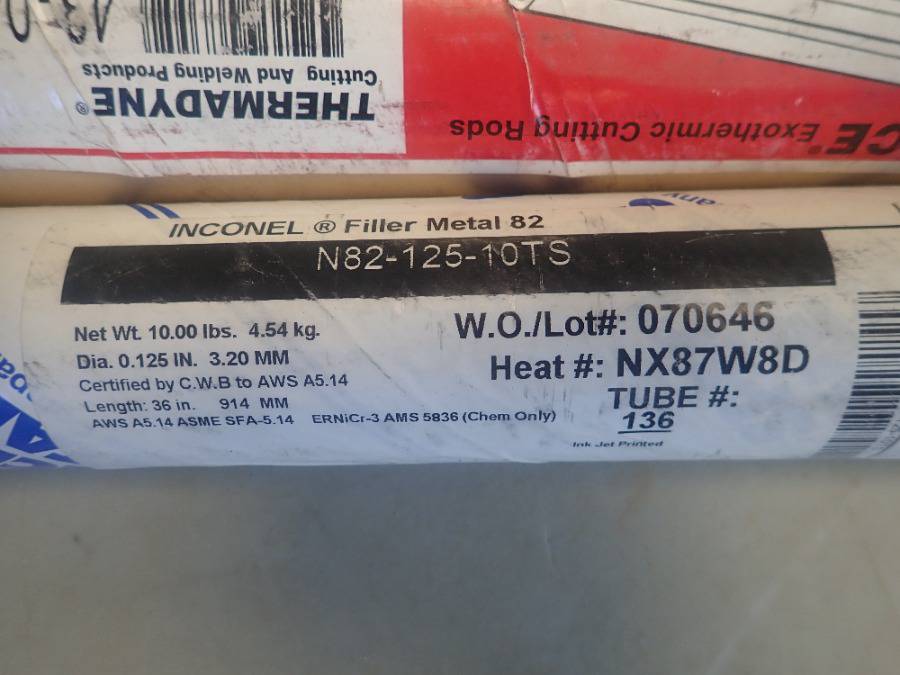 THERMADYNE®
Cutting And Welding Products
CE® Exothermic Cutting Rods
INCONEL ® Filler Metal 82
N82-125-10TS
Net Wt. 10.00 lbs. 4.54 kg.
Dia. 0.125 IN. 3.20 MM
Certified by C.W.B to AWS A5.14
Length: 36 in. 914 MM
AWS A5.14 ASME SFA-5.14 ERNiCr-3 AMS 5836 (Chem Only)
W.O./Lot#: 070646
Heat #: NX87W8D
TUBE #:
136
Ink Jet Printed